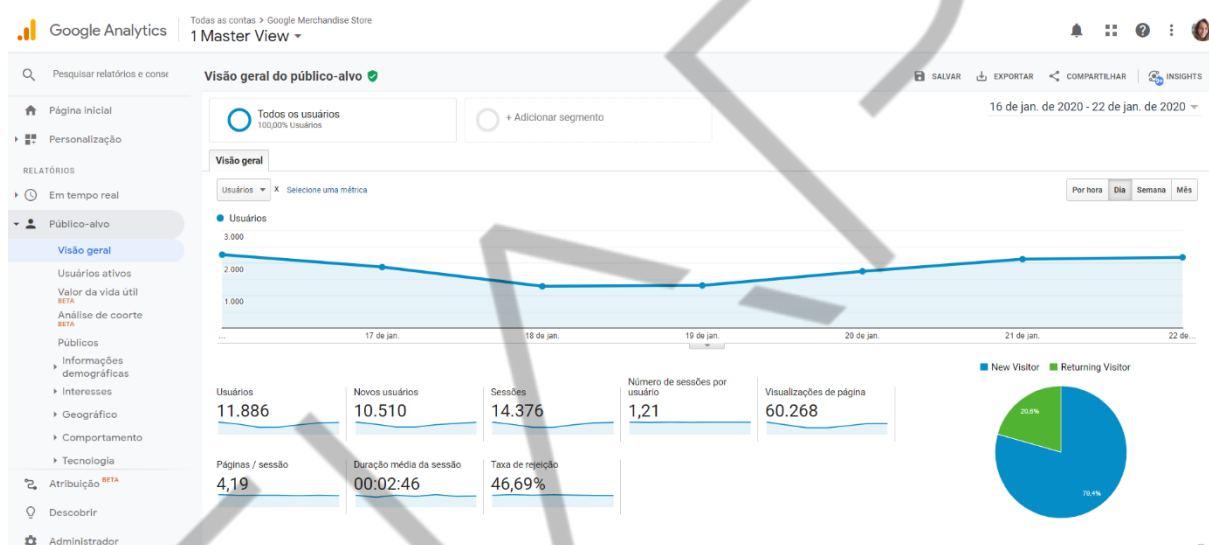 Google Analytics
Todas as contas > Google Merchandise Store
1 Master View
Pesquisar relatórios e conse
Visão geral do público-alvo
SALVAR
EXPORTAR
COMPARTILHAR
INSIGHTS
Página inicial
Personalização
RELATÓRIOS
Em tempo real
Público-alvo
Visão geral
Usuários ativos
Valor da vida útil
BETA
Análise de coorte
BETA
Públicos
Informações
demográficas
Interesses
Geográfico
Comportamento
Tecnologia
Atribuição BETA
Descobrir
Administrador
Todos os usuários
100,00% Usuários
+ Adicionar segmento
16 de jan. de 2020 - 22 de jan. de 2020
Visão geral
Usuários X Selecione uma métrica
Por hora Dia Semana Mês
Usuários
3.000
2.000
1.000
... 17 de jan. 18 de jan. 19 de jan. 20 de jan. 21 de jan. 22 de...
New Visitor Returning Visitor
Usuários
11.886
Novos usuários
10.510
Sessões
14.376
Número de sessões por
usuário
1,21
Visualizações de página
60.268
Páginas / sessão
4,19
Duração média da sessão
00:02:46
Taxa de rejeição
46,69%
20,6%
79,4%